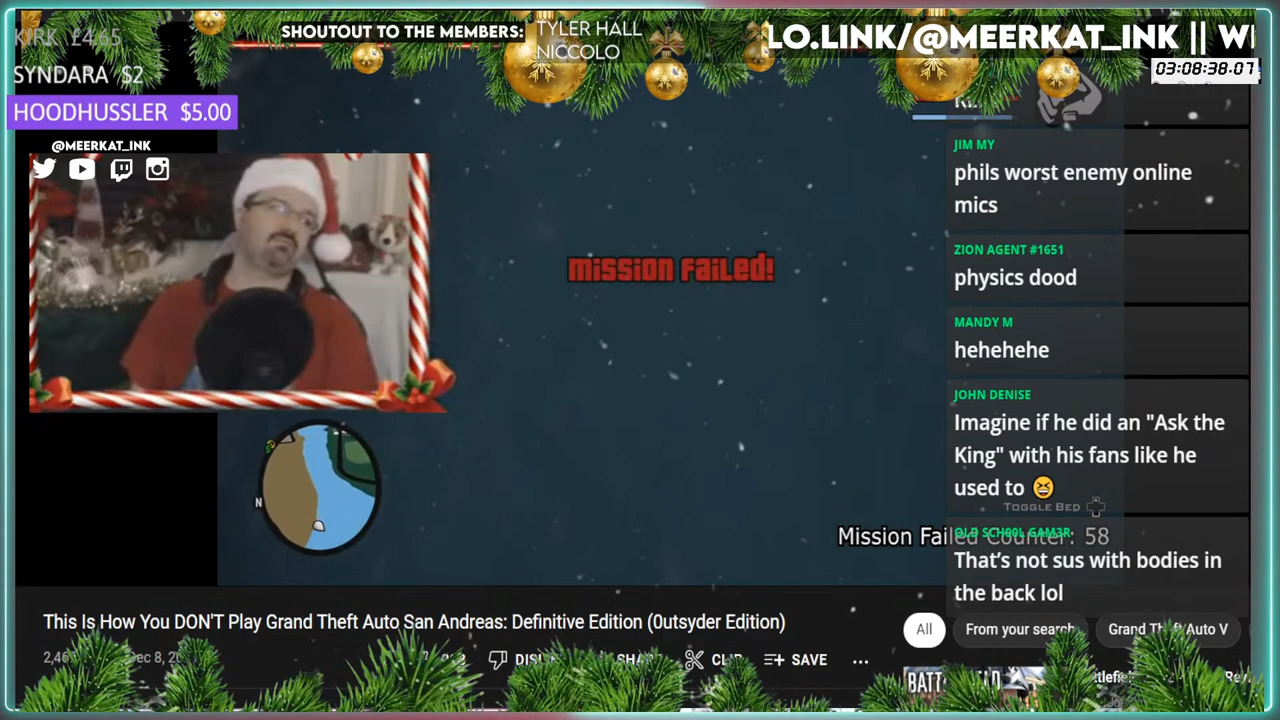 KIRK £4.65
SYNDARA $2
HOODHUSSLER $5.00
@MEERKAT_INK
SHOUTOUT TO THE MEMBERS:
TYLER HALL
NICCOLO
LO.LINK/@MEERKAT_INK || WI
03:08:38.07
JIM MY
phils worst enemy online
mics
ZION AGENT #1651
physics dood
MANDY M
hehehehe
JOHN DENISE
Imagine if he did an "Ask the
King" with his fans like he
used to 😆
TOGGLE BED
OLD SCH00L GAM3R
That's not sus with bodies in
the back lol
mission failed!
N
Mission Failed Counter: 58
This Is How You DON'T Play Grand Theft Auto San Andreas: Definitive Edition (0utsyder Edition)
SAVE
All
From your search
Grand Theft Auto V